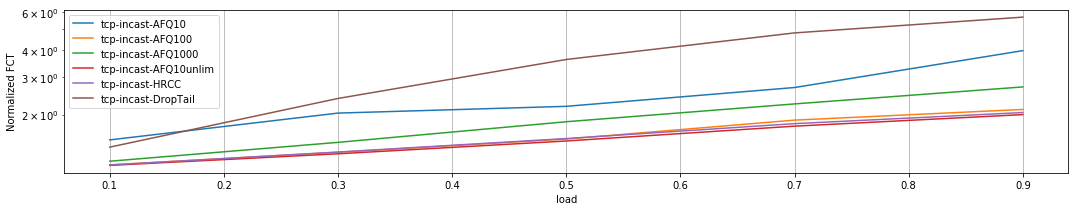 6 × 10⁰
4 × 10⁰
3 × 10⁰
2 × 10⁰
Normalized FCT
tcp-incast-AFQ10
tcp-incast-AFQ100
tcp-incast-AFQ1000
tcp-incast-AFQ10unlim
tcp-incast-HRCC
tcp-incast-DropTail
0.1 0.2 0.3 0.4 0.5 0.6 0.7 0.8 0.9
load